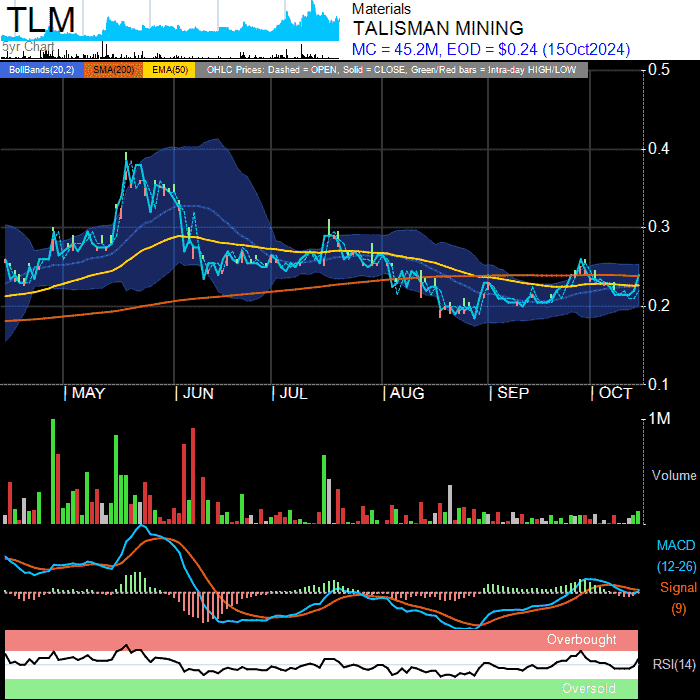 TLM
5yr Chart
Materials
TALISMAN MINING
MC = 45.2M, EOD = $0.24 (15Oct2024)
BollBands(20,2) SMA(200) EMA(50) OHLC Prices: Dashed = OPEN, Solid = CLOSE, Green/Red bars = Intra-day HIGH/LOW
0.5
0.4
0.3
0.2
0.1
| MAY | JUN | JUL | AUG | SEP | OCT
1M
Volume
MACD
(12-26)
Signal
(9)
Overbought
RSI(14)
Oversold